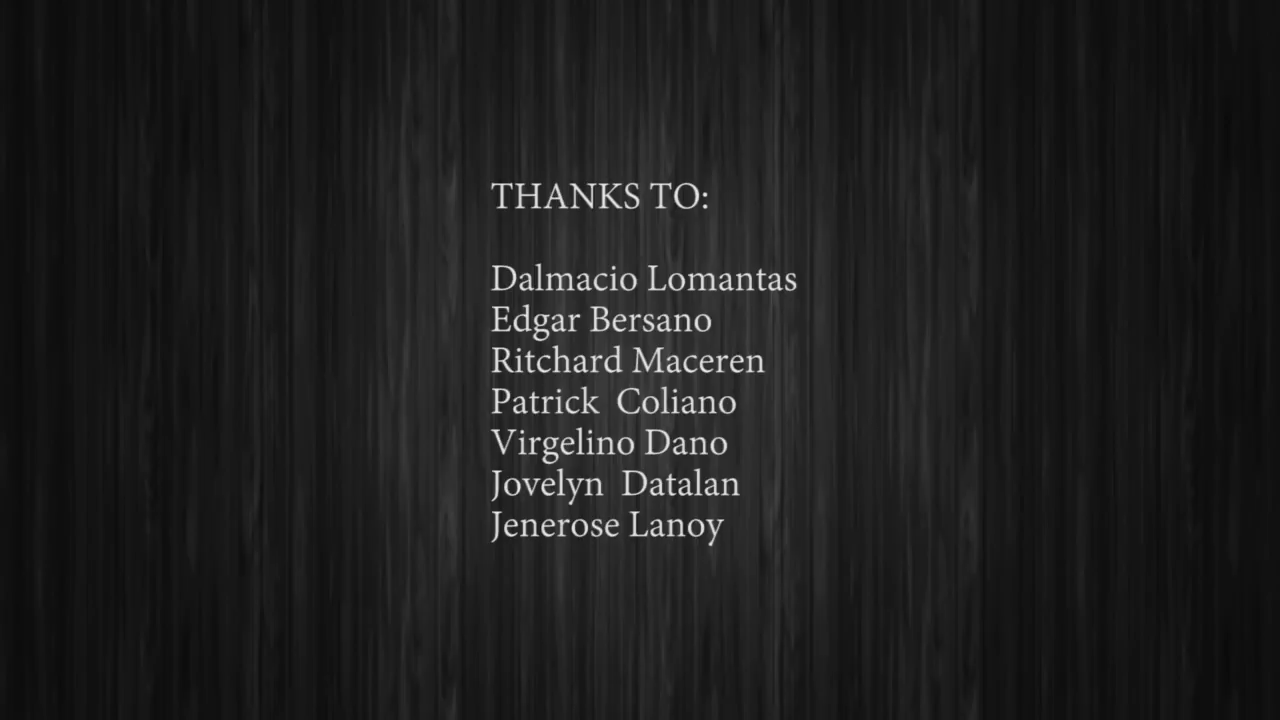 THANKS TO:
Dalmacio Lomantas
Edgar Bersano
Ritchard Maceren
Patrick  Coliano
Virgelino Dano
Jovelyn  Datalan
Jenerose Lanoy